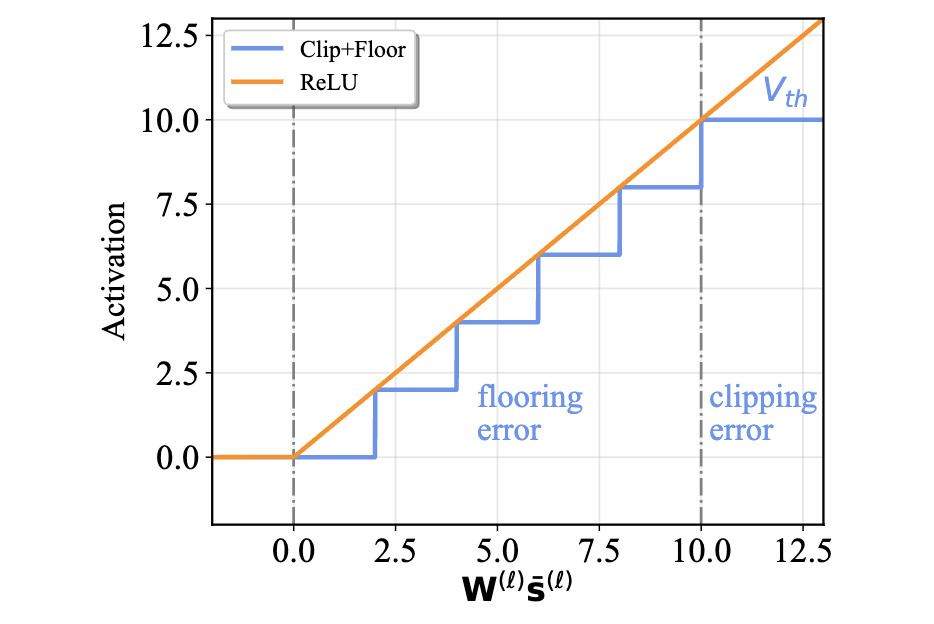 Clip+Floor
ReLU
12.5
10.0
7.5
5.0
2.5
0.0
Activation
V_th
flooring
error
clipping
error
0.0 2.5 5.0 7.5 10.0 12.5
W^(ℓ) s̄^(ℓ)